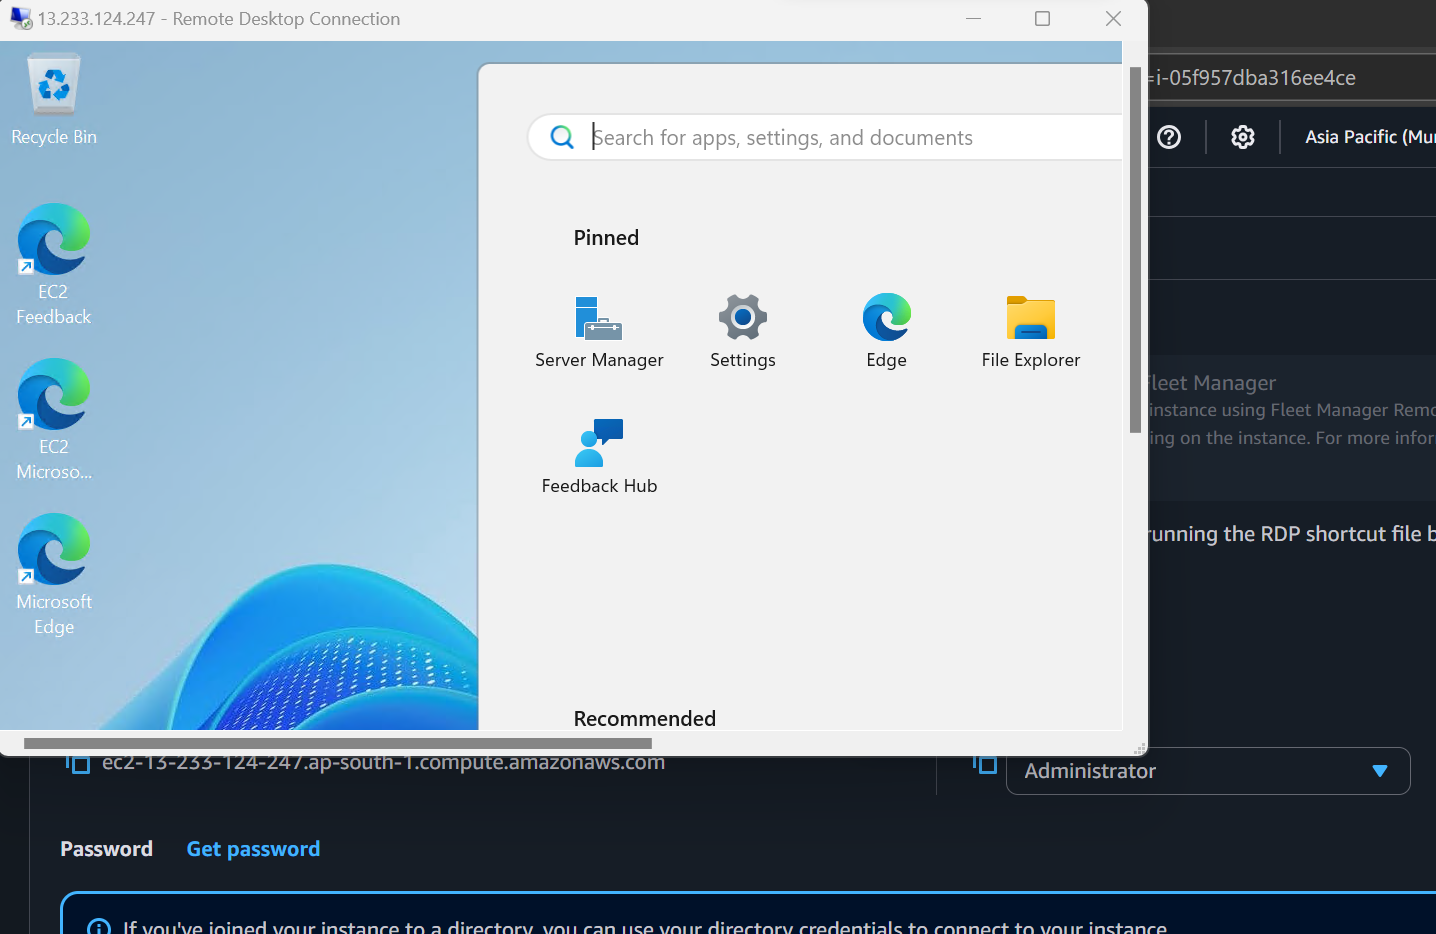 13.233.124.247 - Remote Desktop Connection
=i-05f957dba316ee4ce
Recycle Bin
Search for apps, settings, and documents
Asia Pacific (Mu
EC2
Feedback
Pinned
Server Manager
Settings
Edge
File Explorer
Fleet Manager
instance using Fleet Manager Remo
ing on the instance. For more infor
EC2
Microso...
Feedback Hub
running the RDP shortcut file b
Microsoft
Edge
Recommended
ec2-13-233-124-247.ap-south-1.compute.amazonaws.com
Administrator
Password
Get password
If you've joined your instance to a directory, you can use your directory credentials to connect to your instance.